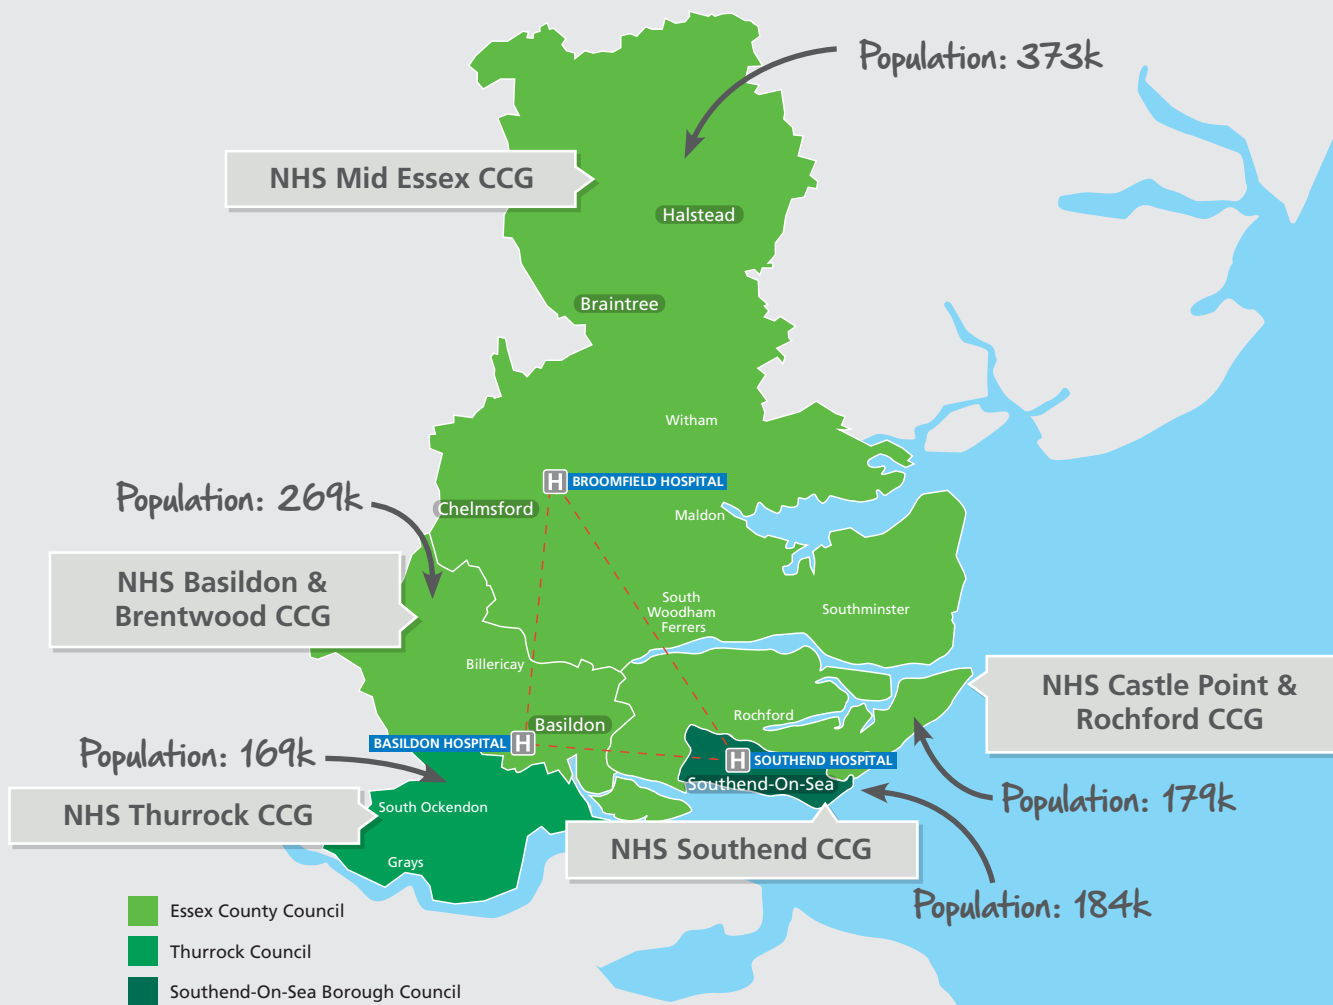 Population: 373k
NHS Mid Essex CCG
Halstead
Braintree
Witham
BROOMFIELD HOSPITAL
Population: 269k
Chelmsford
Maldon
NHS Basildon &
Brentwood CCG
South
Woodham
Ferrers
Southminster
Billericay
NHS Castle Point &
Rochford CCG
Rochford
Basildon
BASILDON HOSPITAL
Population: 169k
SOUTHEND HOSPITAL
Southend-On-Sea
Population: 179k
South Ockendon
NHS Thurrock CCG
NHS Southend CCG
Grays
Population: 184k
Essex County Council
Thurrock Council
Southend-On-Sea Borough Council
H
H
H